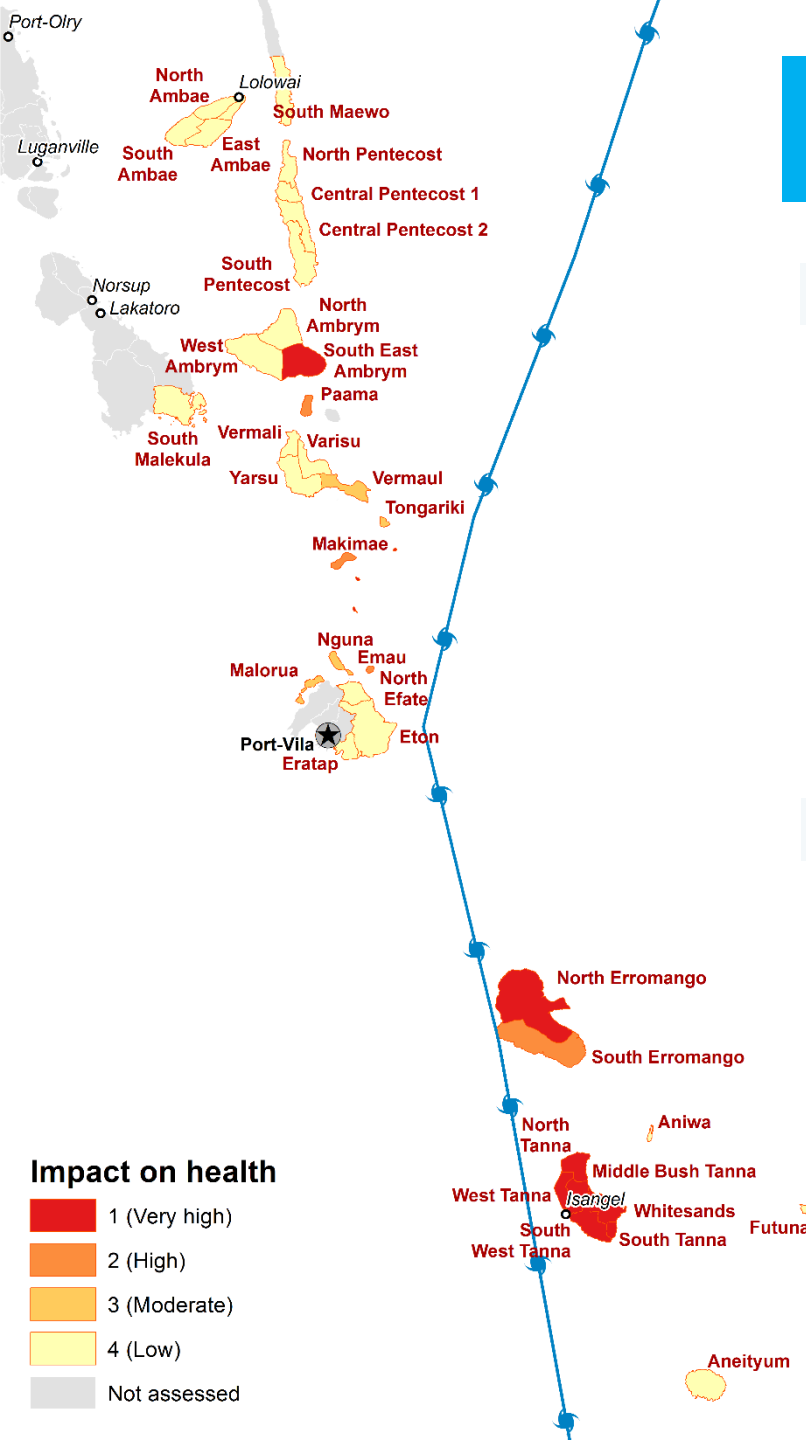 Port-Olry
North
Ambae
Lolowai
South Maewo
Luganville
South
Ambae
East
Ambae
North Pentecost
Central Pentecost 1
Central Pentecost 2
South
Pentecost
Norsup
Lakatoro
North
Ambrym
West
Ambrym
South East
Ambrym
Paama
South
Malekula
Vermali
Varisu
Yarsu
Vermaul
Tongariki
Makimae
Nguna
Emau
Malorua
North
Efate
Port-Vila
Eton
Eratap
North Erromango
South Erromango
Aniwa
North
Tanna
Middle Bush Tanna
West Tanna
Isangel
Whitesands
South
West Tanna
South Tanna
Futuna
Aneityum
Impact on health
1 (Very high)
2 (High)
3 (Moderate)
4 (Low)
Not assessed